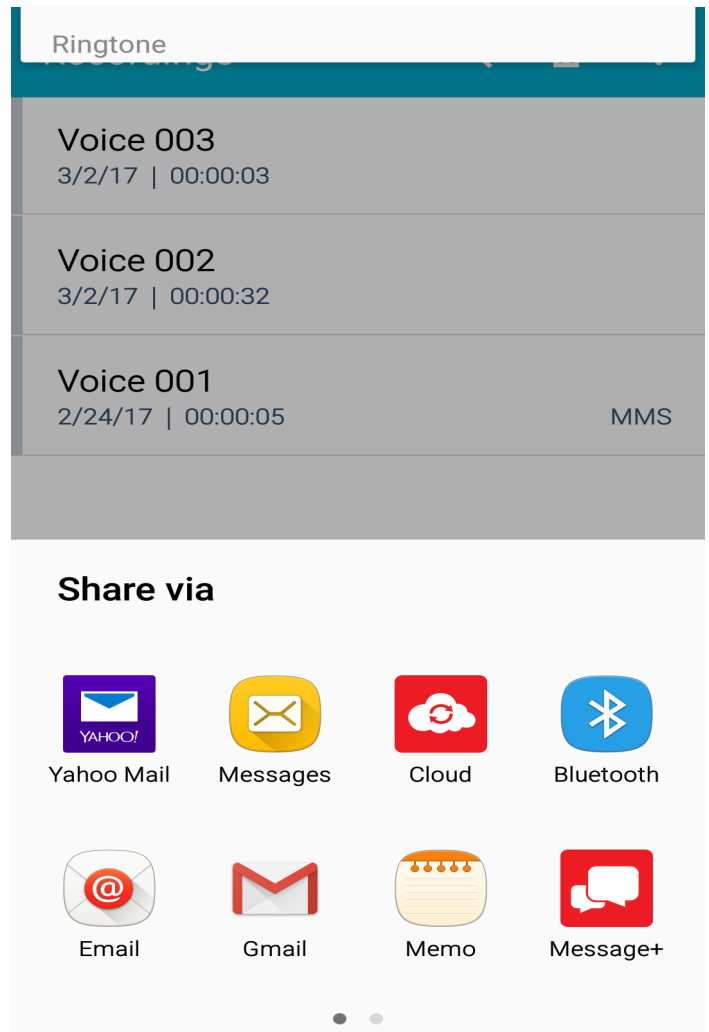 Ringtone
Voice 003
3/2/17 | 00:00:03
Voice 002
3/2/17 | 00:00:32
Voice 001
2/24/17 | 00:00:05 MMS
Share via
YAHOO!
Yahoo Mail Messages Cloud Bluetooth
@
Email Gmail Memo Message+